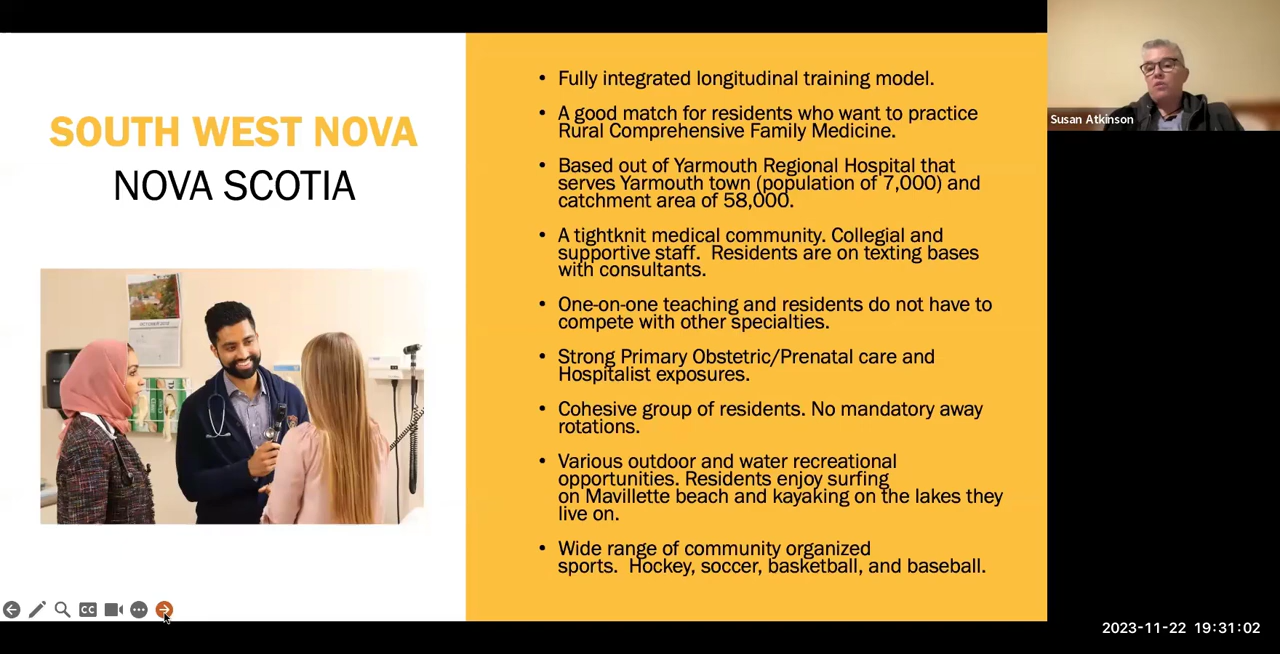 SOUTH WEST NOVA
NOVA SCOTIA
OCTOBER 2018
• Fully integrated longitudinal training model.
• A good match for residents who want to practice
Rural Comprehensive Family Medicine.
• Based out of Yarmouth Regional Hospital that
serves Yarmouth town (population of 7,000) and
catchment area of 58,000.
• A tightknit medical community. Collegial and
supportive staff.  Residents are on texting bases
with consultants.
• One-on-one teaching and residents do not have to
compete with other specialties.
• Strong Primary Obstetric/Prenatal care and
Hospitalist exposures.
• Cohesive group of residents. No mandatory away
rotations.
• Various outdoor and water recreational
opportunities. Residents enjoy surfing
on Mavillette beach and kayaking on the lakes they
live on.
• Wide range of community organized
sports.  Hockey, soccer, basketball, and baseball.
Susan Atkinson
CC
2023-11-22 19:31:02